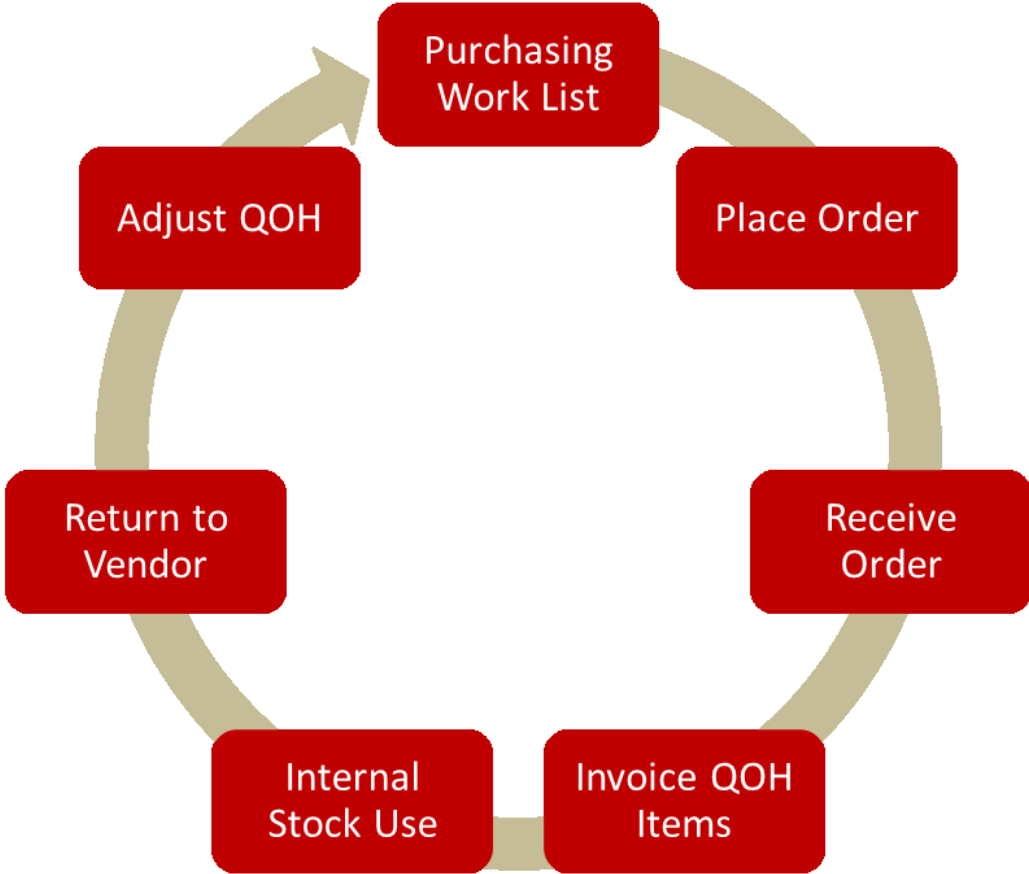 Purchasing
Work List
Place Order
Receive
Order
Invoice QOH
Items
Internal
Stock Use
Return to
Vendor
Adjust QOH